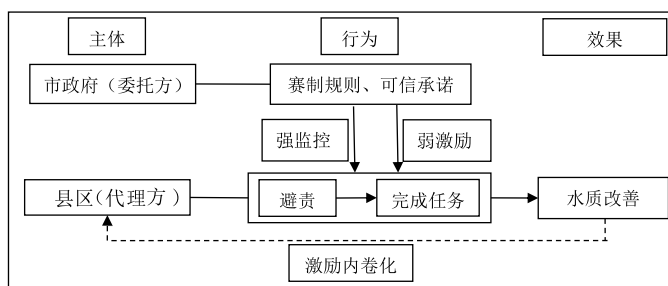 主体
行为
效果
市政府（委托方）
赛制规则、可信承诺
强监控
弱激励
县区（代理方）
避责
完成任务
水质改善
激励内卷化